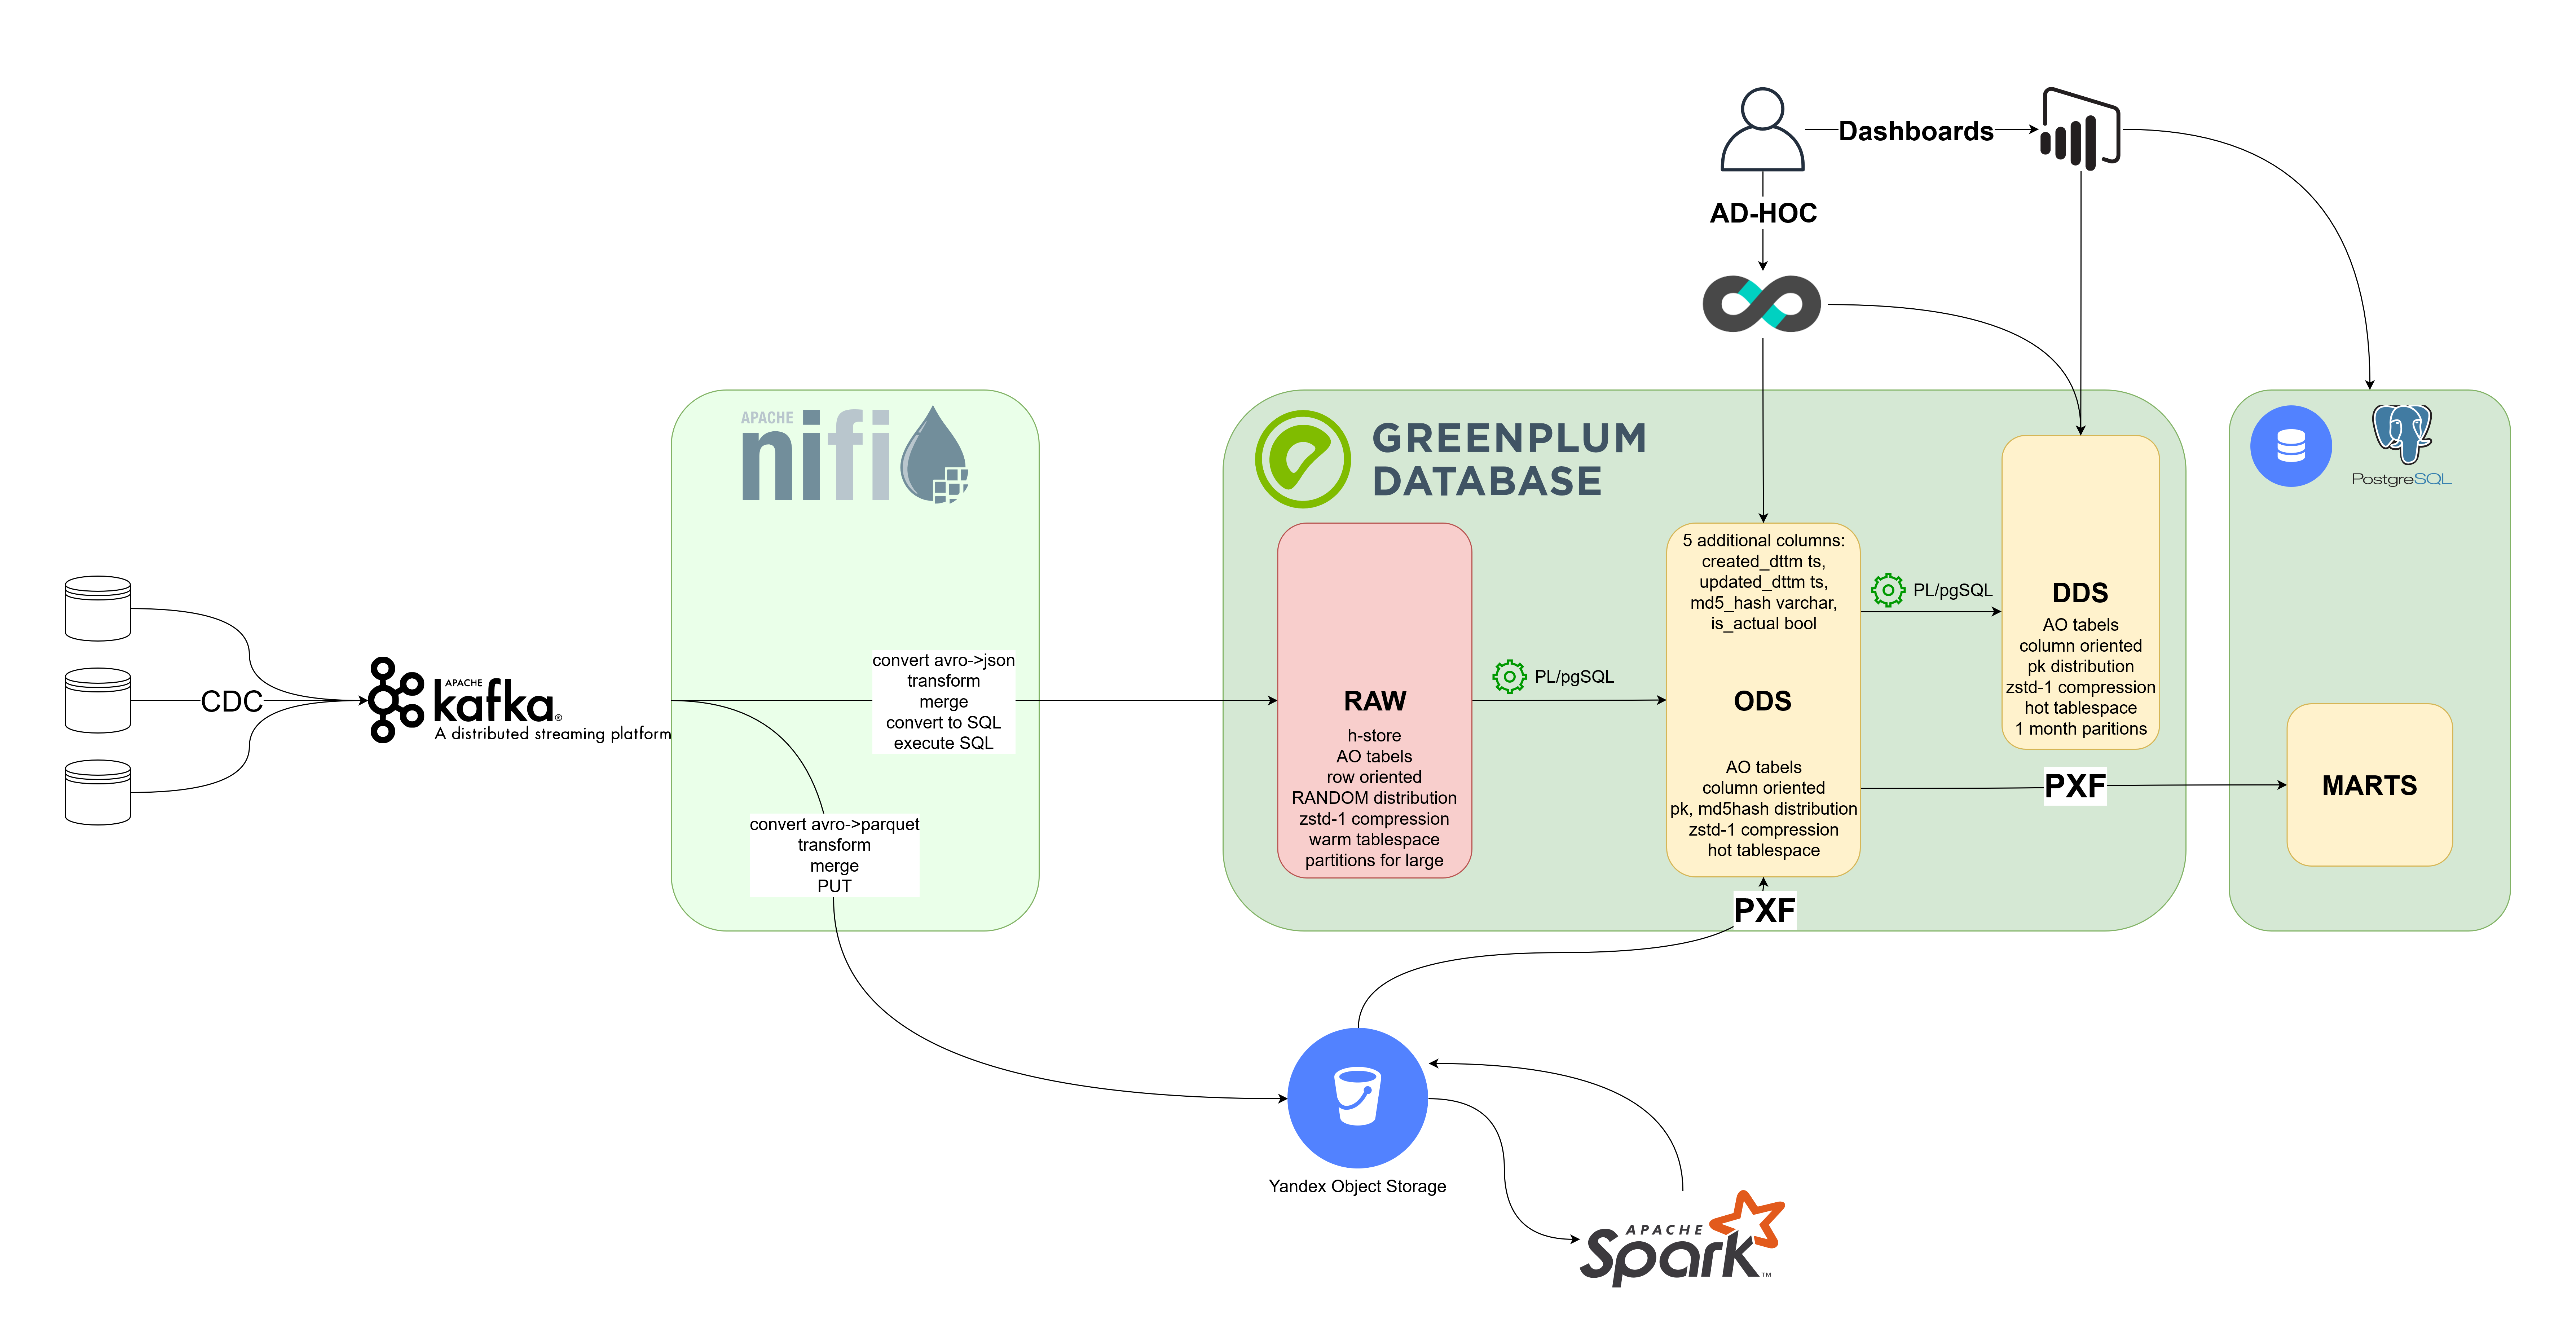 Dashboards
AD-HOC
APACHE
nifi
GREENPLUM
DATABASE
PostgreSQL
CDC
APACHE
kafka®
A distributed streaming platform
convert avro->json
transform
merge
convert to SQL
execute SQL
convert avro->parquet
transform
merge
PUT
RAW
h-store
AO tabels
row oriented
RANDOM distribution
zstd-1 compression
warm tablespace
partitions for large
PL/pgSQL
5 additional columns:
created_dttm ts,
updated_dttm ts,
md5_hash varchar,
is_actual bool
ODS
AO tabels
column oriented
pk, md5hash distribution
zstd-1 compression
hot tablespace
PL/pgSQL
DDS
AO tabels
column oriented
pk distribution
zstd-1 compression
hot tablespace
1 month paritions
PXF
MARTS
PXF
Yandex Object Storage
APACHE
Spark™